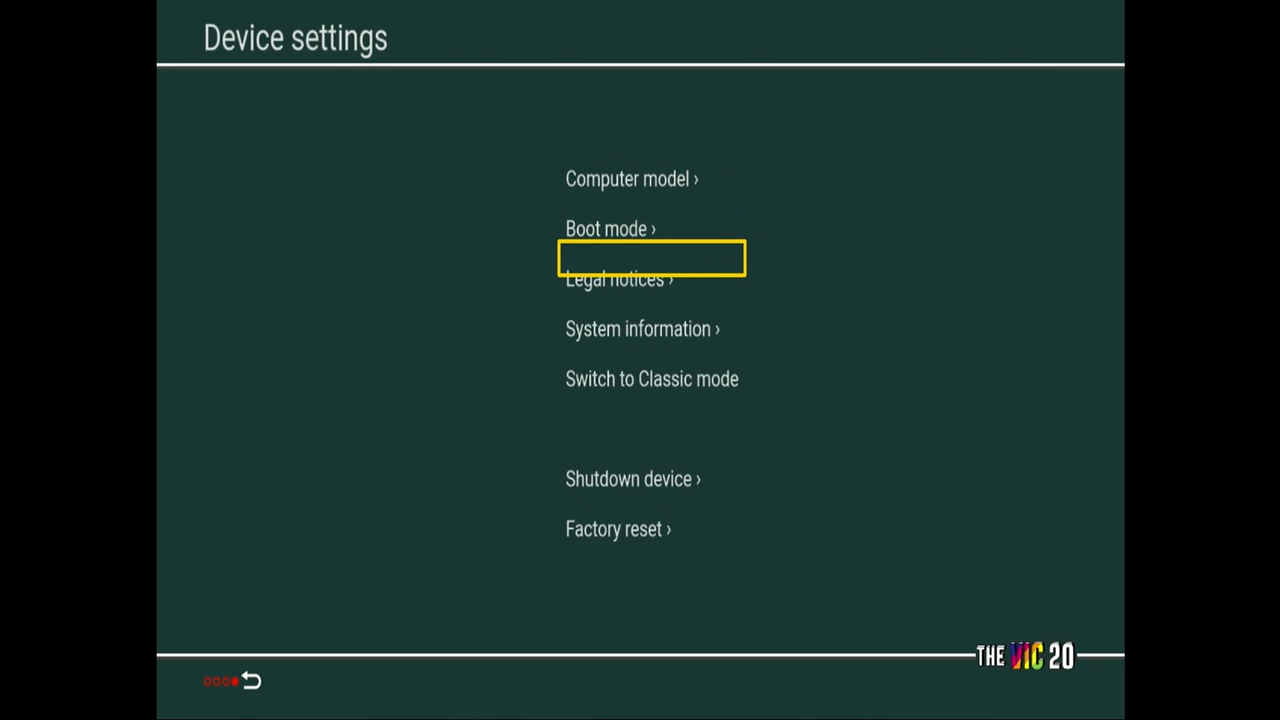 Device settings
Computer model ›
Boot mode ›
Legal notices ›
System information ›
Switch to Classic mode
Shutdown device ›
Factory reset ›
THE VIC 20